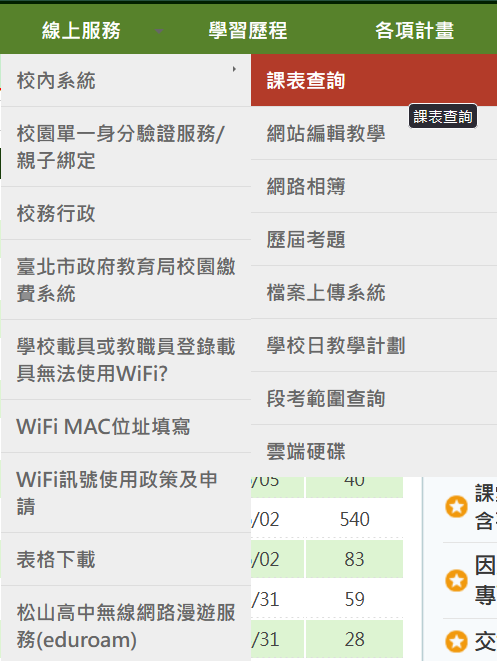 線上服務
學習歷程
各項計畫
校內系統
校園單一身分驗證服務/
親子綁定
校務行政
臺北市政府教育局校園繳
費系統
學校載具或教職員登錄載
具無法使用WiFi?
WiFi MAC位址填寫
WiFi訊號使用政策及申
請
表格下載
松山高中無線網路漫遊服
務(eduroam)
課表查詢
課表查詢
網站編輯教學
網路相簿
歷屆考題
檔案上傳系統
學校日教學計劃
段考範圍查詢
雲端硬碟
/05 40
/02 540
/02 83
/31 59
/31 28
課
含
因
專
交